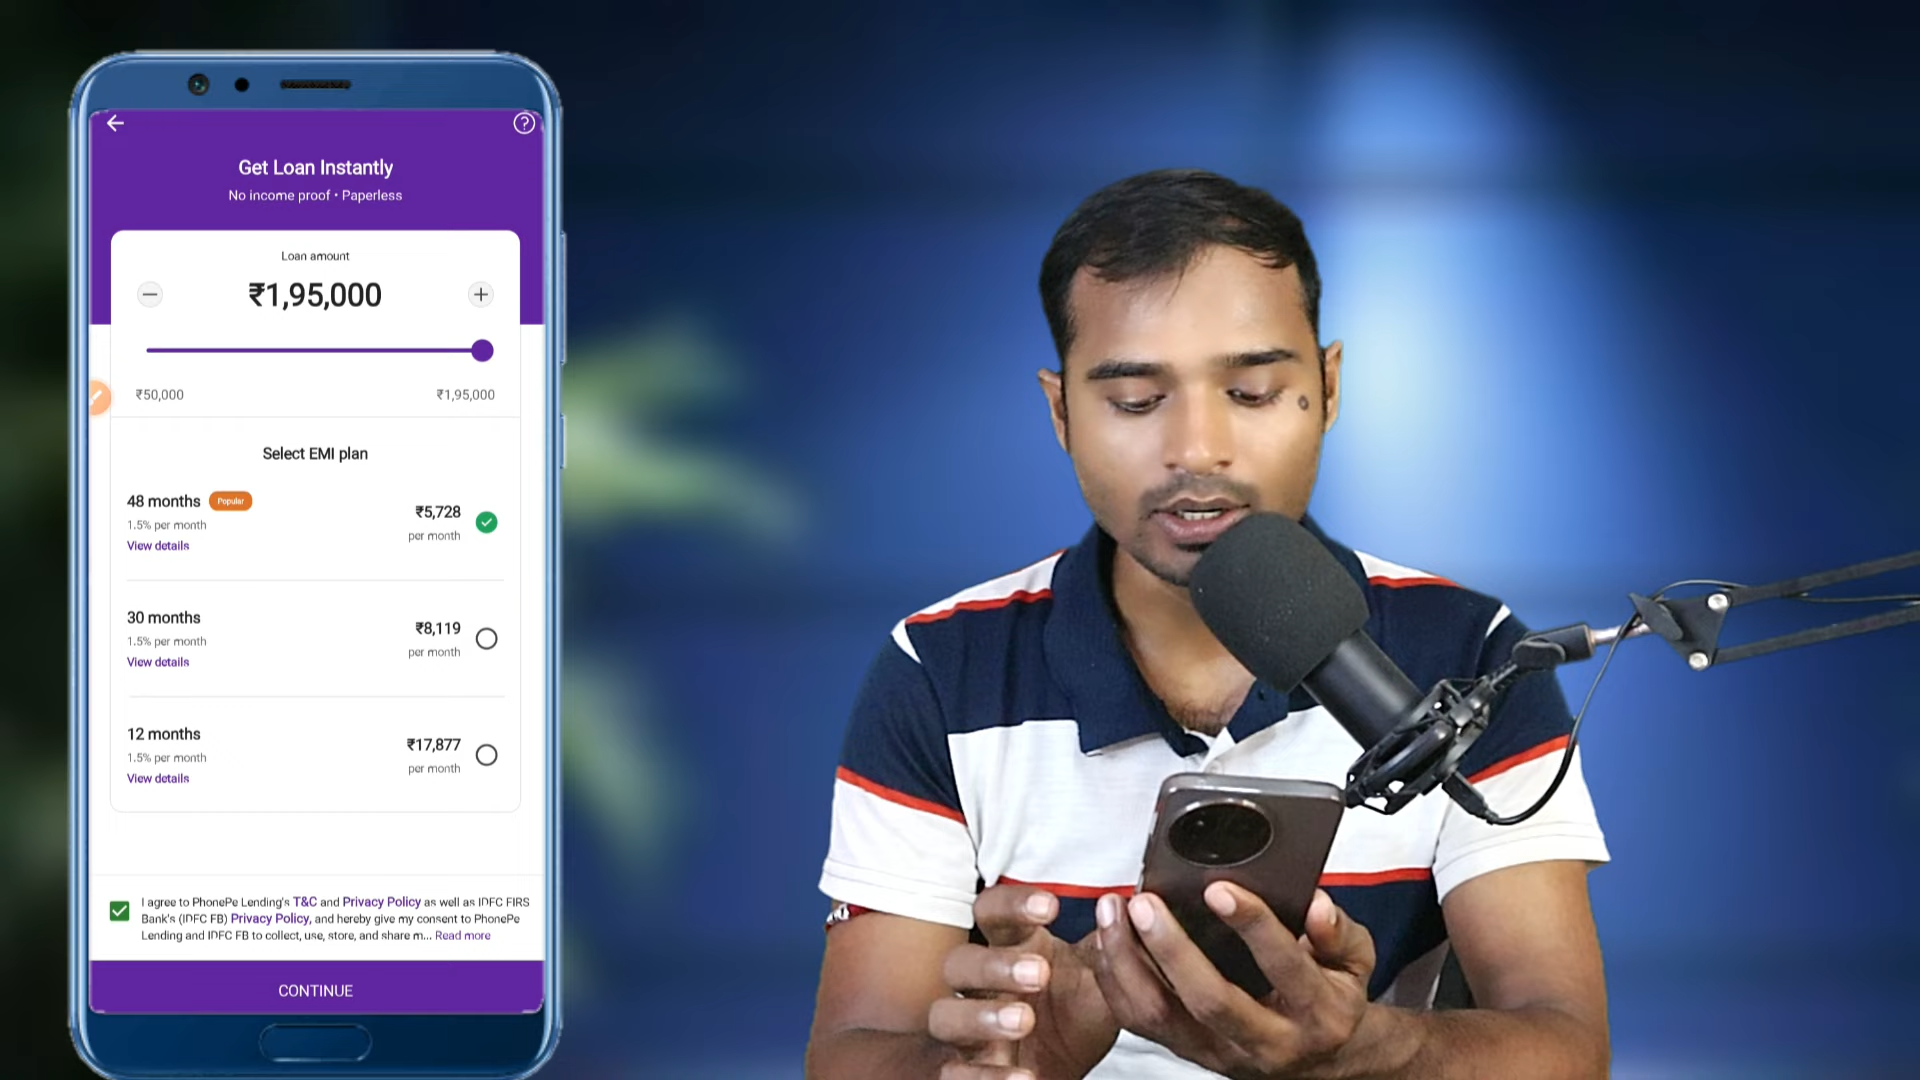 Get Loan Instantly
No income proof • Paperless
Loan amount
₹1,95,000
₹50,000 ₹1,95,000
Select EMI plan
48 months Popular
1.5% per month
View details
₹5,728
per month
30 months
1.5% per month
View details
₹8,119
per month
12 months
1.5% per month
View details
₹17,877
per month
I agree to PhonePe Lending's T&C and Privacy Policy as well as IDFC FIRS
Bank's (IDFC FB) Privacy Policy, and hereby give my consent to PhonePe
Lending and IDFC FB to collect, use, store, and share m... Read more
CONTINUE